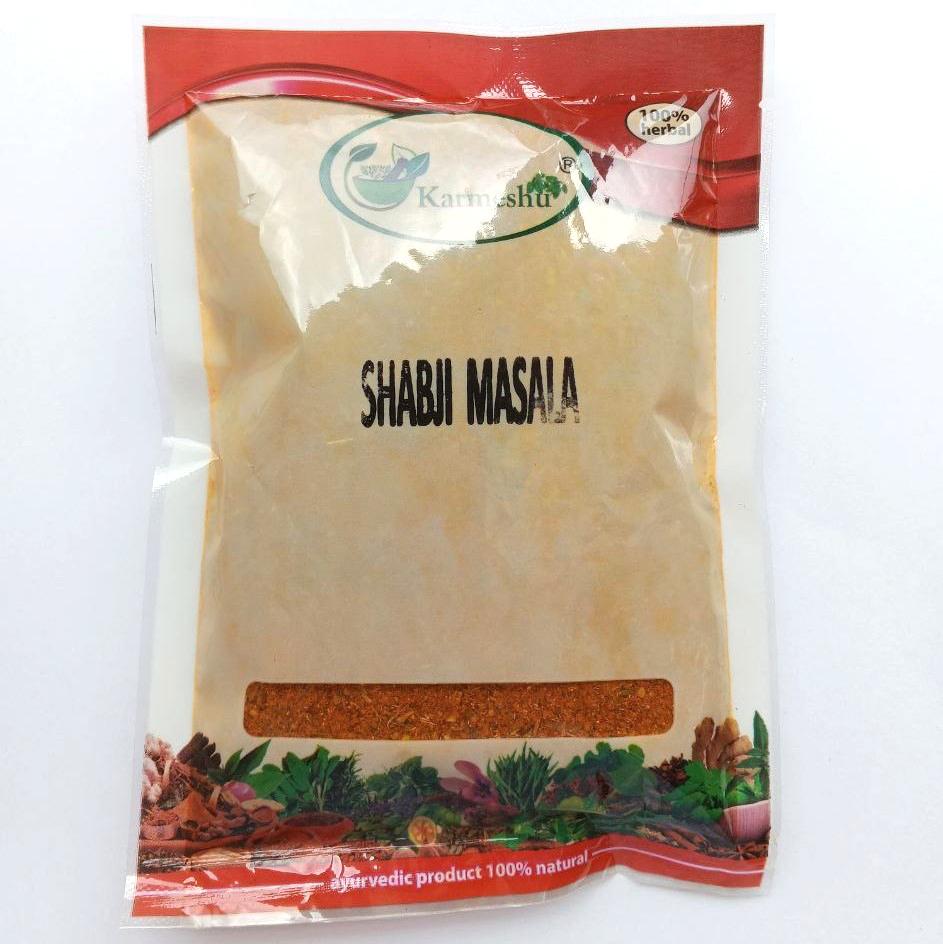 100%
herbal
Karmeshu ®
SHABJI MASALA
ayurvedic product 100% natural